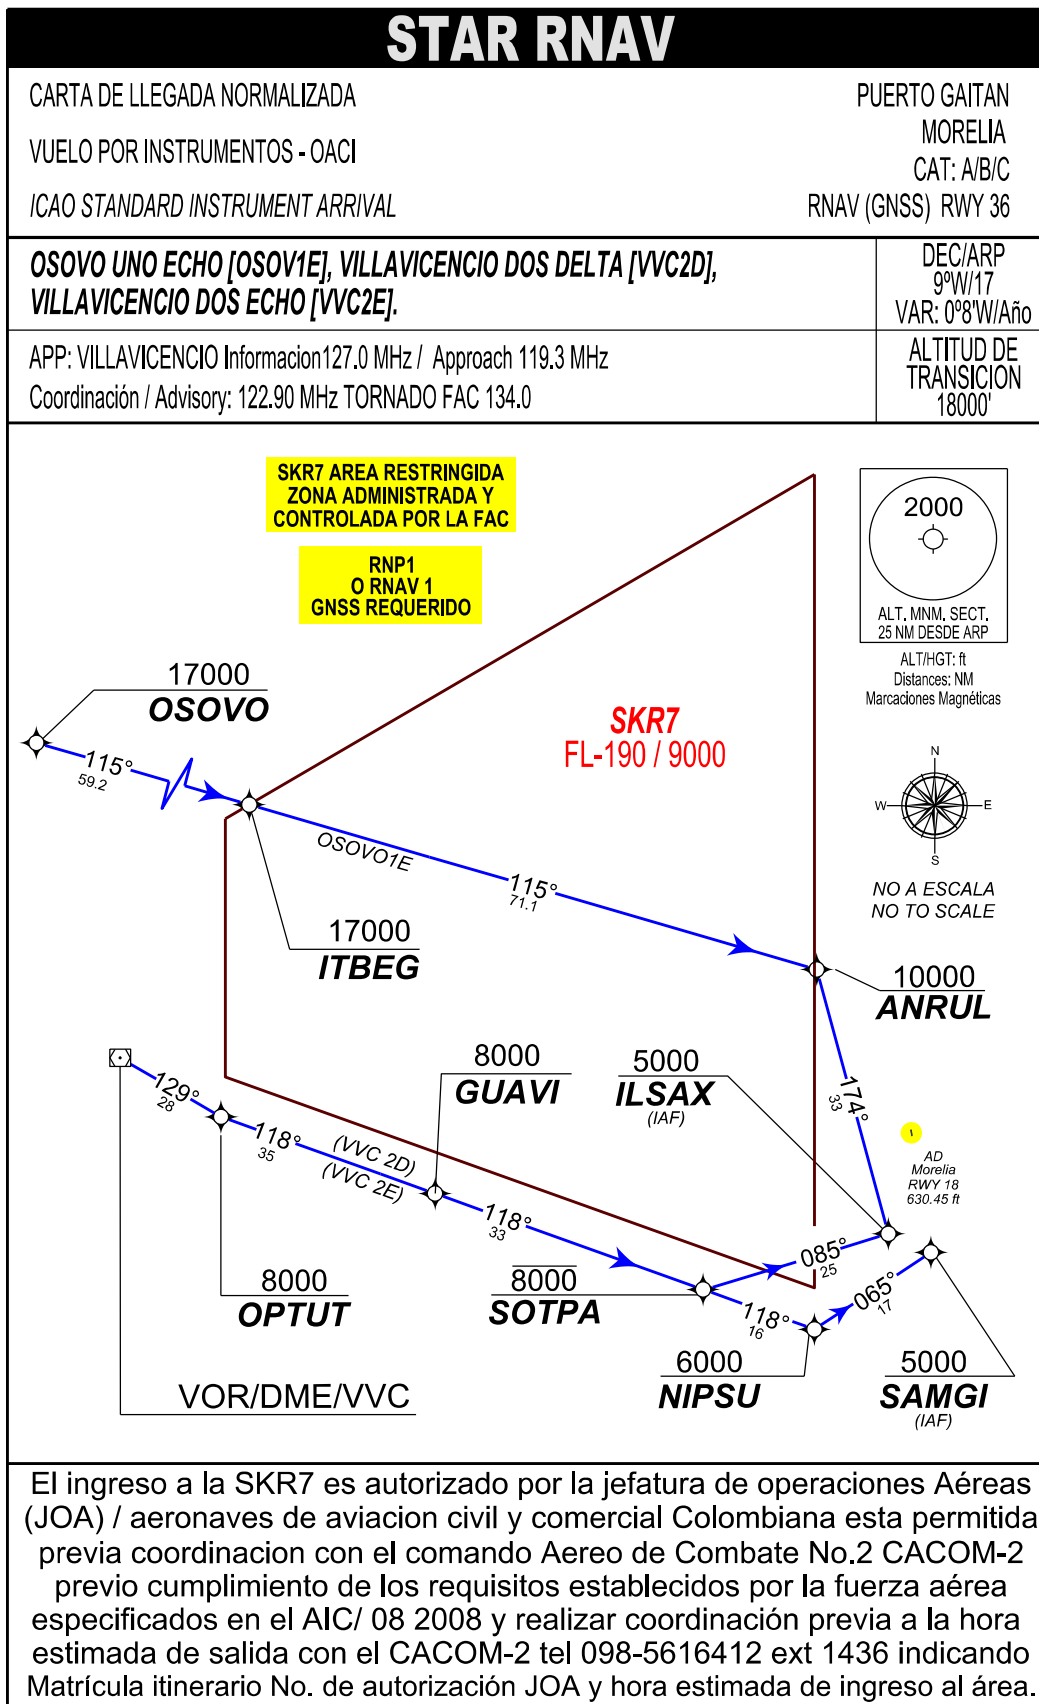 STAR RNAV
CARTA DE LLEGADA NORMALIZADA
VUELO POR INSTRUMENTOS - OACI
ICAO STANDARD INSTRUMENT ARRIVAL
PUERTO GAITAN
MORELIA
CAT: A/B/C
RNAV (GNSS) RWY 36
OSOVO UNO ECHO [OSOV1E], VILLAVICENCIO DOS DELTA [VVC2D],
VILLAVICENCIO DOS ECHO [VVC2E].
DEC/ARP
9ºW/17
VAR: 0º8'W/Año
APP: VILLAVICENCIO Informacion127.0 MHz / Approach 119.3 MHz
Coordinación / Advisory: 122.90 MHz TORNADO FAC 134.0
ALTITUD DE
TRANSICION
18000'
SKR7 AREA RESTRINGIDA
ZONA ADMINISTRADA Y
CONTROLADA POR LA FAC
RNP1
O RNAV 1
GNSS REQUERIDO
2000
ALT. MNM. SECT.
25 NM DESDE ARP
ALT/HGT: ft
Distances: NM
Marcaciones Magnéticas
17000
OSOVO
SKR7
FL-190 / 9000
115°
59.2
N
W
E
S
NO A ESCALA
NO TO SCALE
OSOVO1E
115°
71.1
17000
ITBEG
10000
ANRUL
8000
GUAVI
5000
ILSAX
(IAF)
174°
33
129°
28
118°
35
(VVC 2D)
(VVC 2E)
AD
Morelia
RWY 18
630.45 ft
118°
33
085°
25
8000
OPTUT
8000
SOTPA
118°
16
065°
17
6000
NIPSU
5000
SAMGI
(IAF)
VOR/DME/VVC
El ingreso a la SKR7 es autorizado por la jefatura de operaciones Aéreas
(JOA) / aeronaves de aviacion civil y comercial Colombiana esta permitida
previa coordinacion con el comando Aereo de Combate No.2 CACOM-2
previo cumplimiento de los requisitos establecidos por la fuerza aérea
especificados en el AIC/ 08 2008 y realizar coordinación previa a la hora
estimada de salida con el CACOM-2 tel 098-5616412 ext 1436 indicando
Matrícula itinerario No. de autorización JOA y hora estimada de ingreso al área.